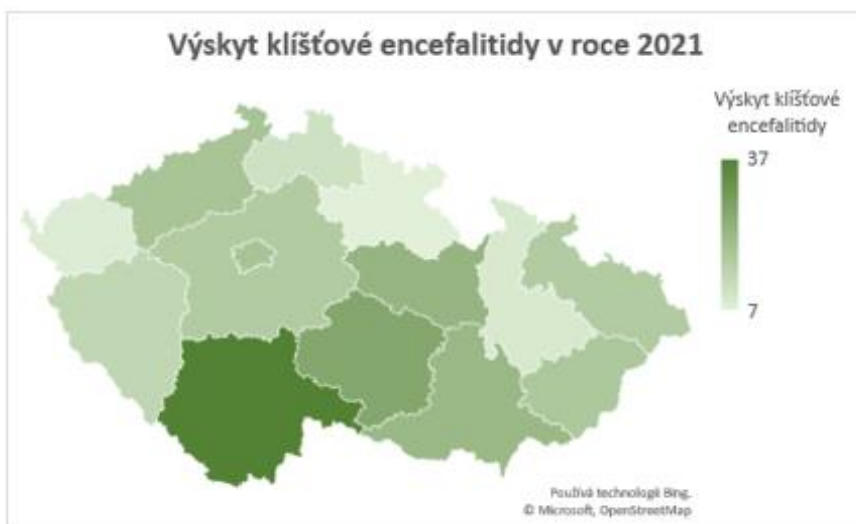 Výskyt klíšťové encefalitidy v roce 2021
Výskyt klíšťové
encefalitidy
37
7
Používá technologii Bing.
© Microsoft, OpenStreetMap